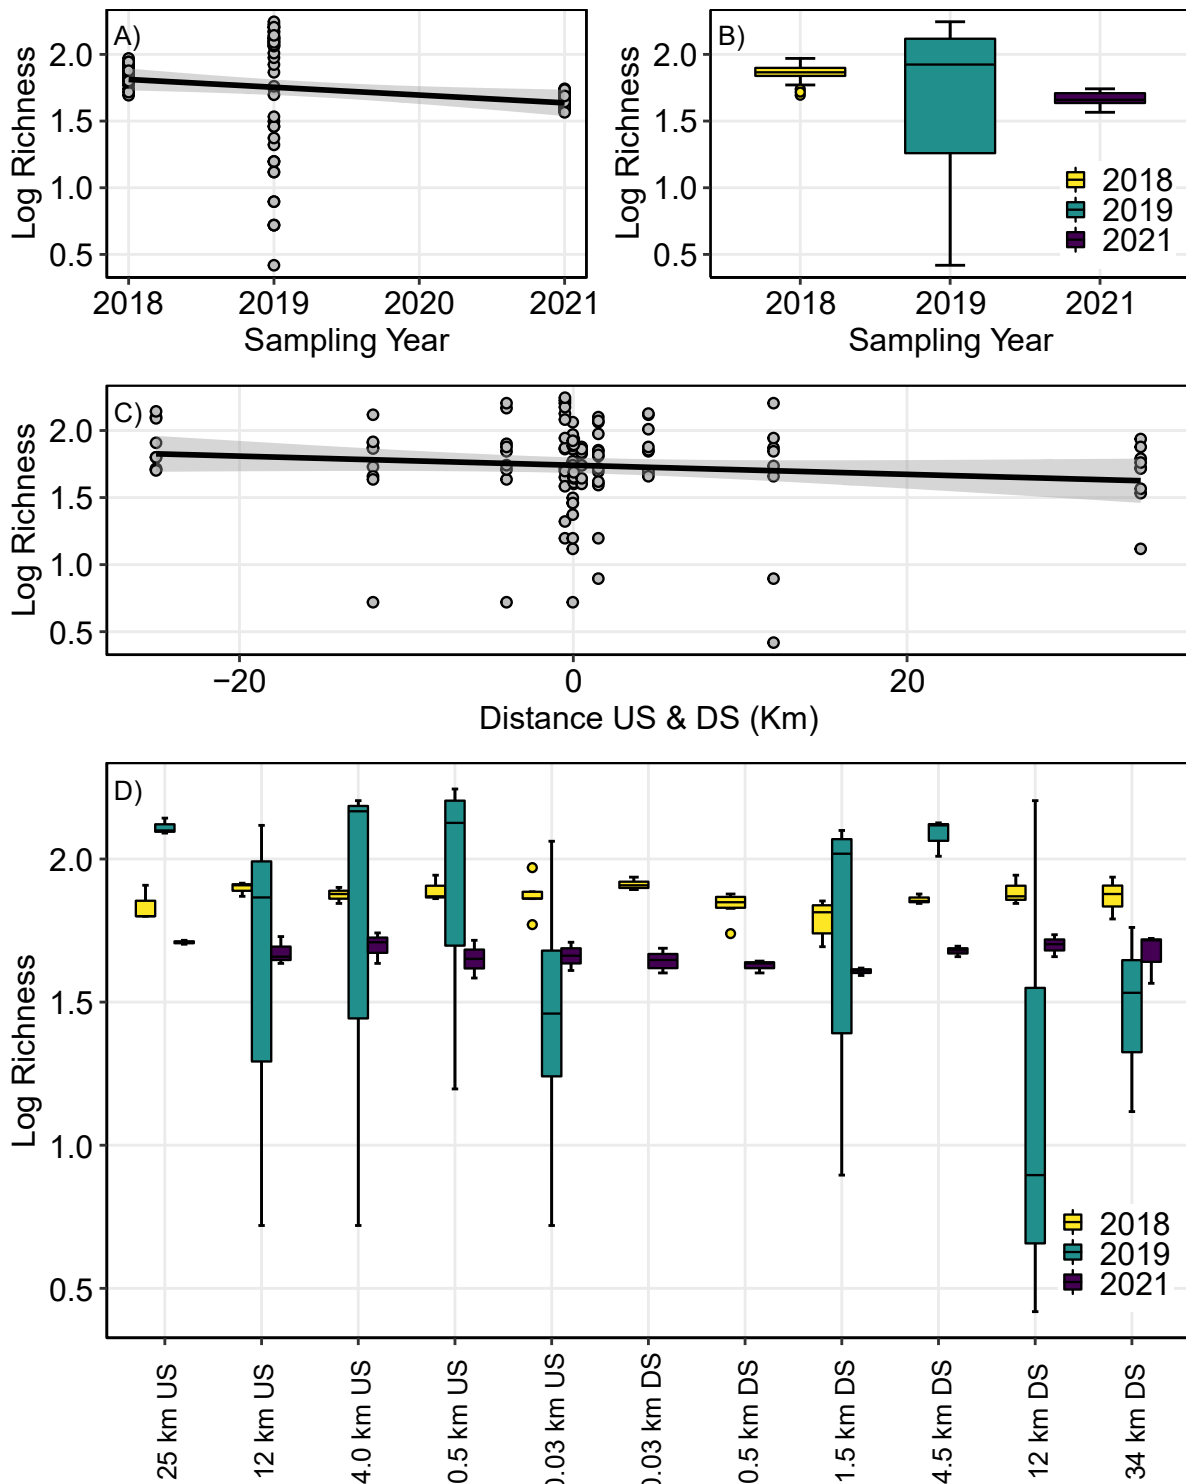 A)
Log Richness
2.0
1.5
1.0
0.5
2018 2019 2020 2021
Sampling Year
B)
Log Richness
2.0
1.5
1.0
0.5
2018
2019
2021
2018 2019 2021
Sampling Year
C)
Log Richness
2.0
1.5
1.0
0.5
−20 0 20
Distance US & DS (Km)
D)
Log Richness
2.0
1.5
1.0
0.5
2018
2019
2021
25 km US
12 km US
4.0 km US
0.5 km US
0.03 km US
0.03 km DS
0.5 km DS
1.5 km DS
4.5 km DS
12 km DS
34 km DS